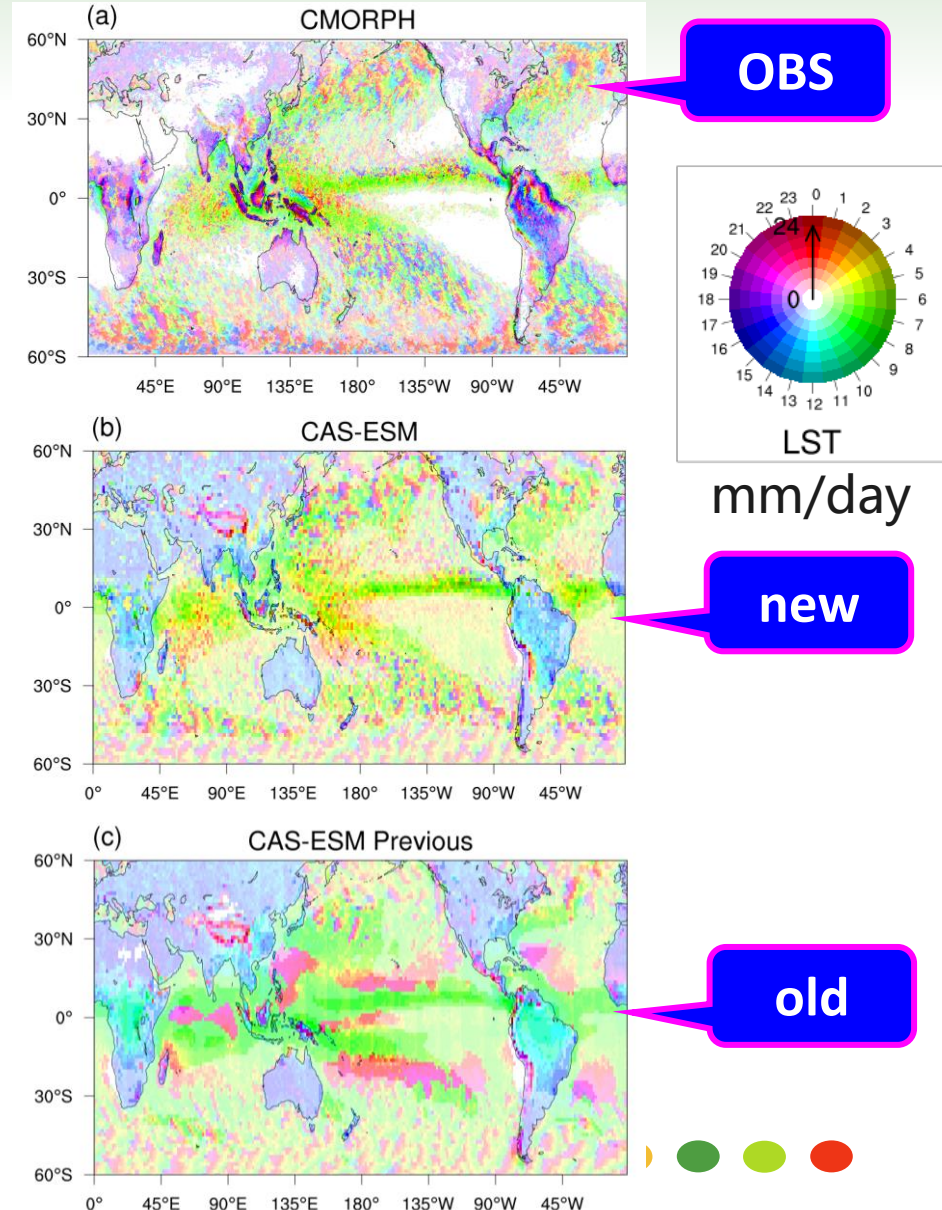 (a) CMORPH
60°N
30°N
0°
30°S
60°S
45°E 90°E 135°E 180° 135°W 90°W 45°W
OBS
0 1 2 3 4 5 6 7 8 9 10 11 12 13 14 15 16 17 18 19 20 21 22 23
24
0
LST
mm/day
(b) CAS-ESM
60°N
30°N
0°
30°S
60°S
0° 45°E 90°E 135°E 180° 135°W 90°W 45°W
new
(c) CAS-ESM Previous
60°N
30°N
0°
30°S
60°S
0° 45°E 90°E 135°E 180° 135°W 90°W 45°W
old